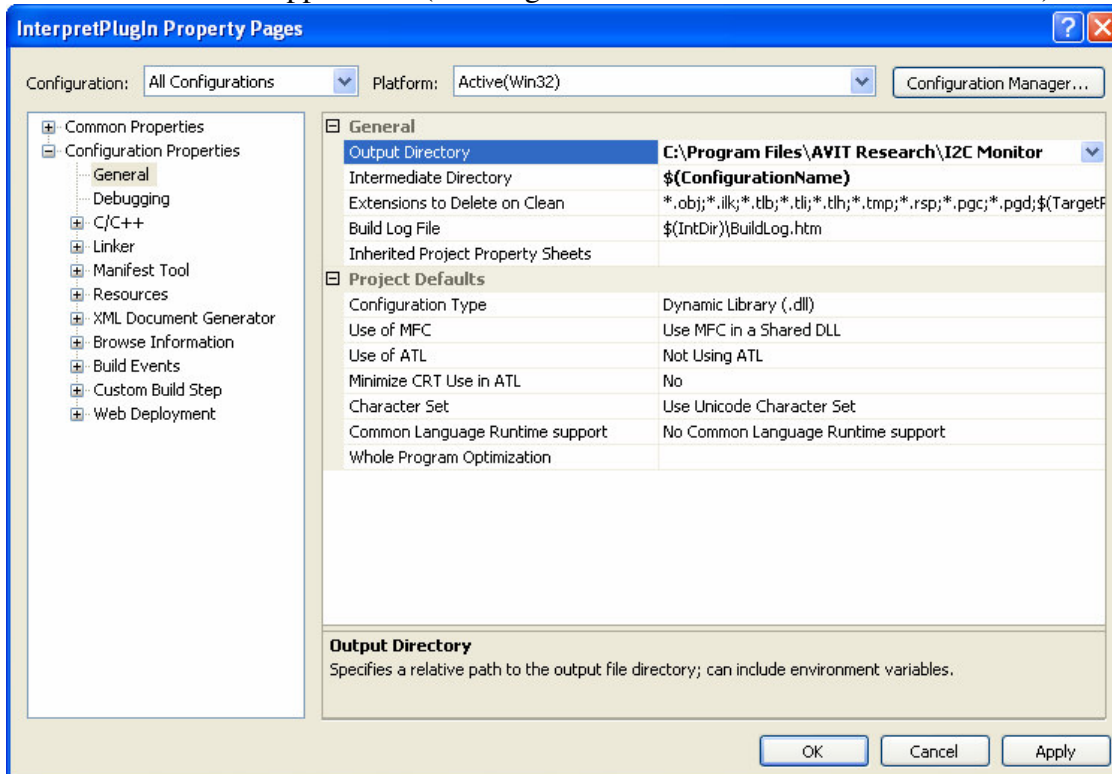 InterpretPlugIn Property Pages
Configuration: All Configurations Platform: Active(Win32) Configuration Manager...
Common Properties
Configuration Properties
General
Debugging
C/C++
Linker
Manifest Tool
Resources
XML Document Generator
Browse Information
Build Events
Custom Build Step
Web Deployment
General
Output Directory C:\Program Files\AVIT Research\I2C Monitor
Intermediate Directory $(ConfigurationName)
Extensions to Delete on Clean *.obj;*.ilk;*.tlb;*.tli;*.tlh;*.tmp;*.rsp;*.pgc;*.pgd;$(TargetP
Build Log File $(IntDir)\BuildLog.htm
Inherited Project Property Sheets
Project Defaults
Configuration Type Dynamic Library (.dll)
Use of MFC Use MFC in a Shared DLL
Use of ATL Not Using ATL
Minimize CRT Use in ATL No
Character Set Use Unicode Character Set
Common Language Runtime support No Common Language Runtime support
Whole Program Optimization
Output Directory
Specifies a relative path to the output file directory; can include environment variables.
OK Cancel Apply